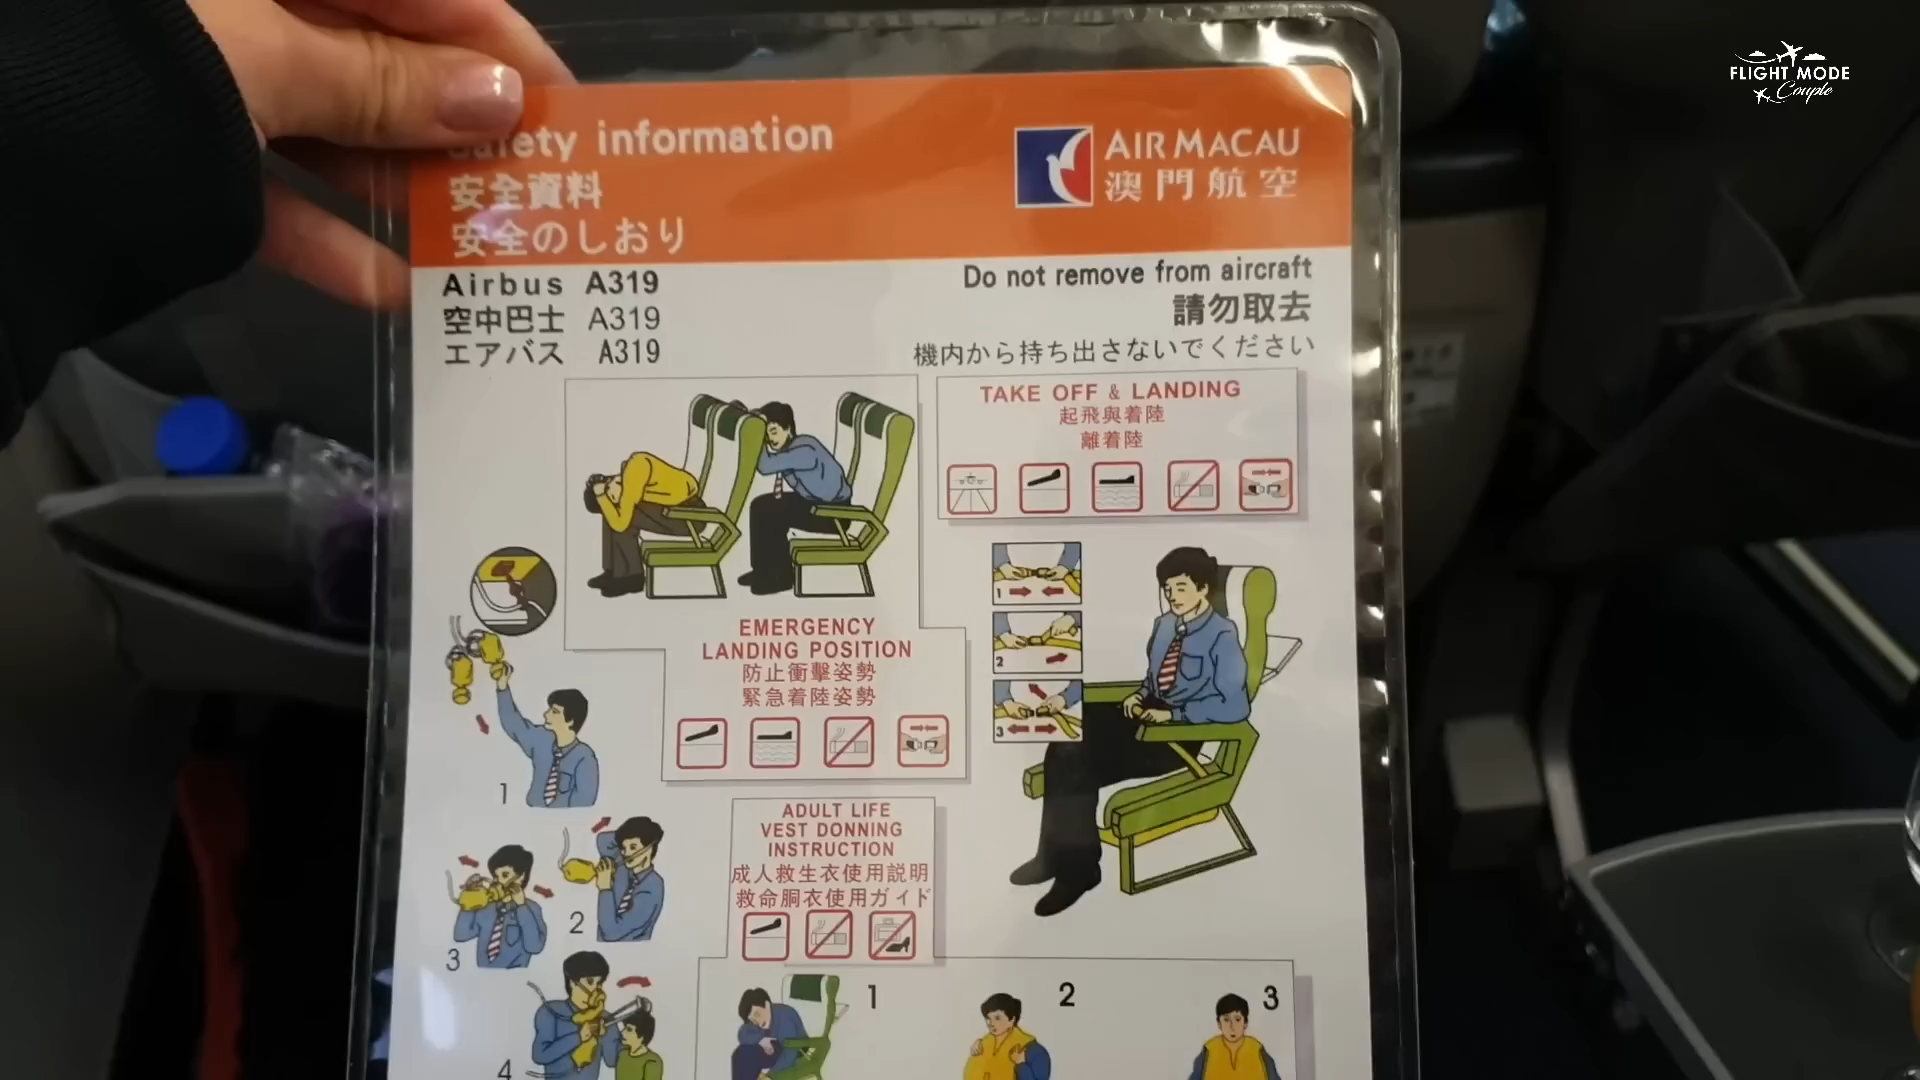 Safety information
安全資料
安全のしおり
AIR MACAU
澳門航空
Airbus A319
空中巴士 A319
エアバス A319
Do not remove from aircraft
請勿取去
機内から持ち出さないでください
TAKE OFF & LANDING
起飛與着陸
離着陸
1
2
3
EMERGENCY
LANDING POSITION
防止衝擊姿勢
緊急着陸姿勢
1
2
3
4
ADULT LIFE
VEST DONNING
INSTRUCTION
成人救生衣使用説明
救命胴衣使用ガイド
1
2
3
FLIGHT MODE
Couple